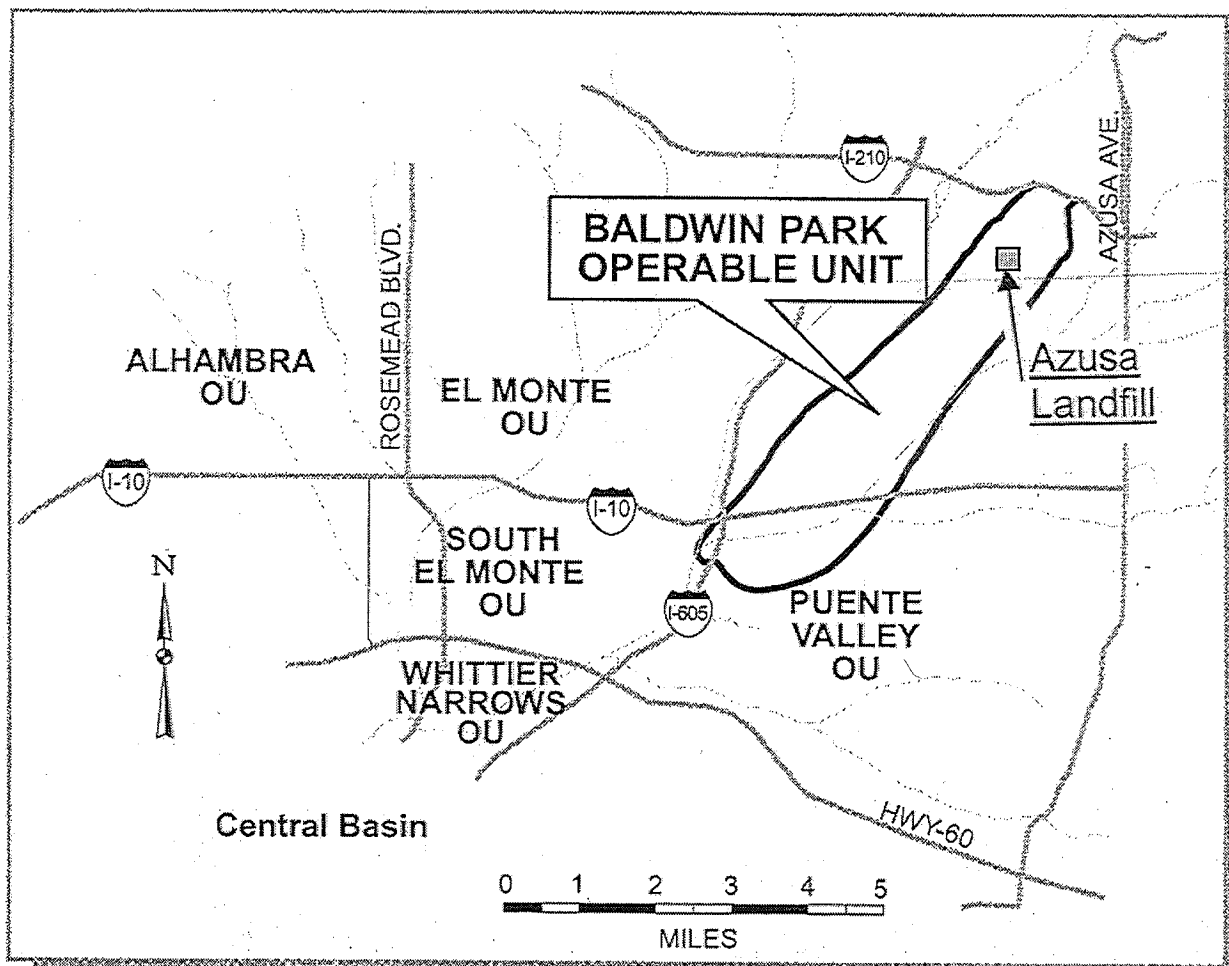 I-210
AZUSA AVE.
BALDWIN PARK
OPERABLE UNIT
ROSEMEAD BLVD.
ALHAMBRA
OU
EL MONTE
OU
Azusa
Landfill
I-10
I-10
SOUTH
EL MONTE
OU
N
I-605
PUENTE
VALLEY
OU
WHITTIER
NARROWS
OU
Central Basin
HWY-60
0 1 2 3 4 5
MILES